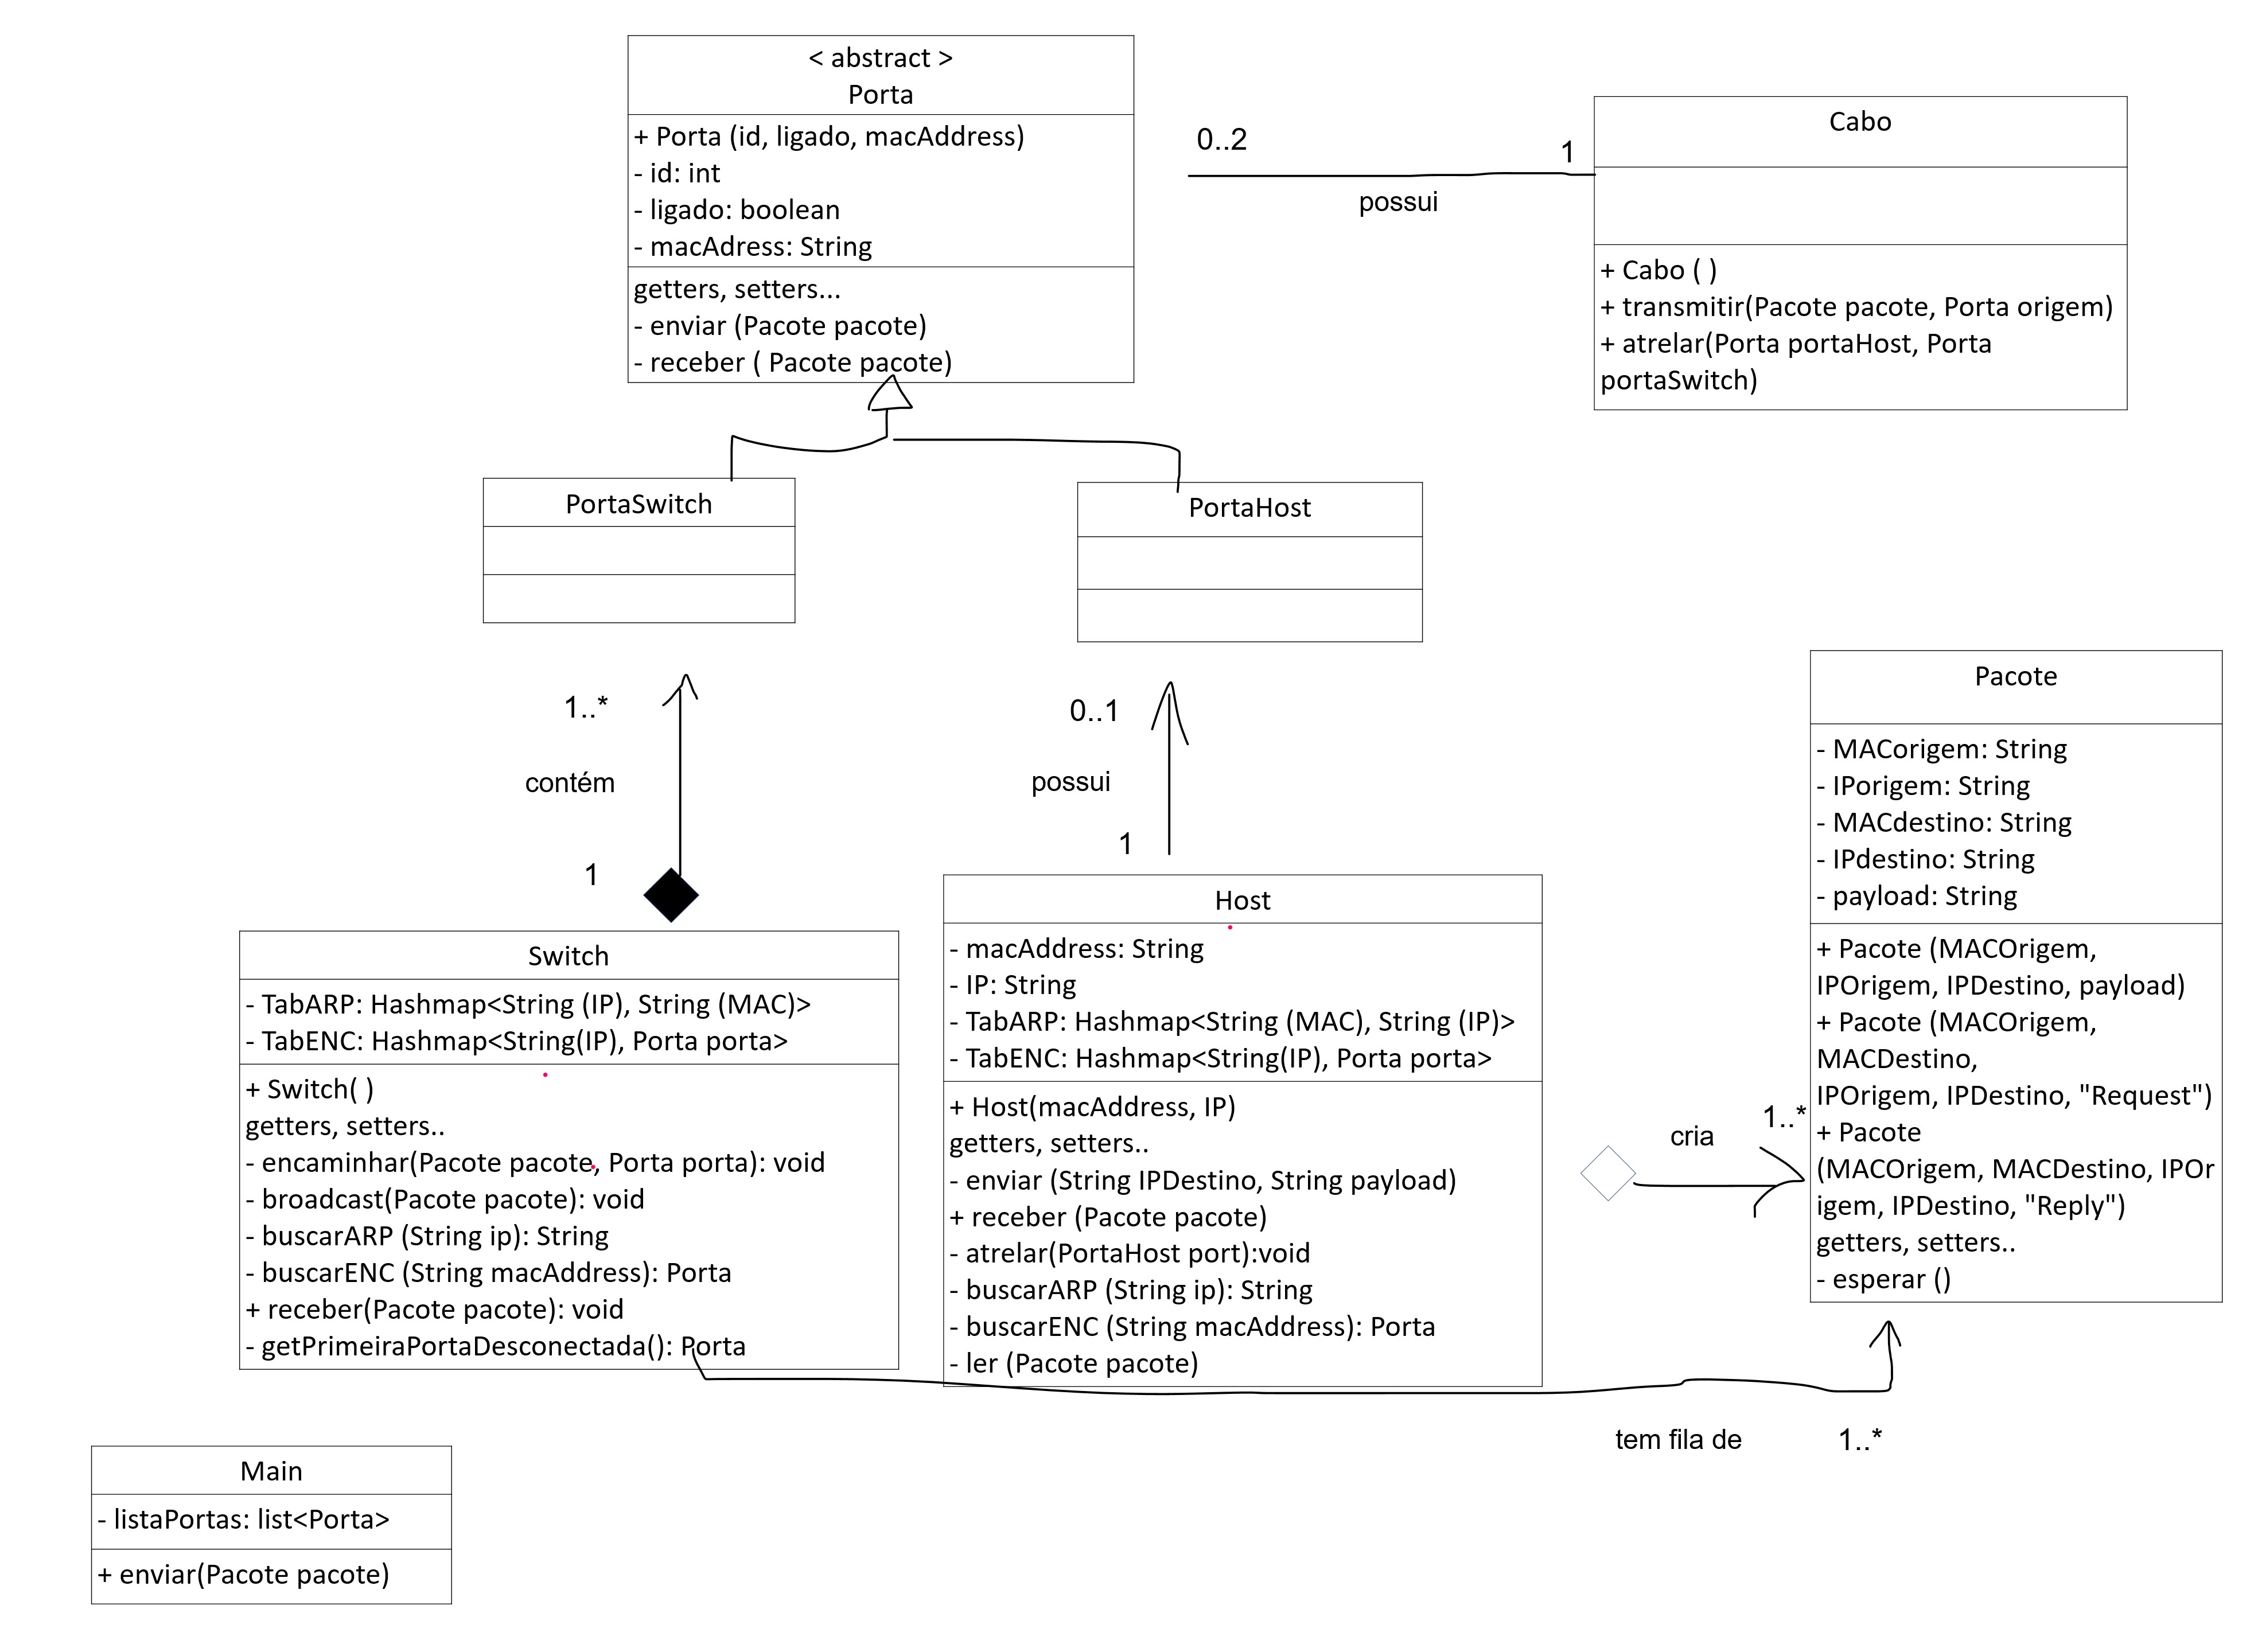 < abstract >
Porta
+ Porta (id, ligado, macAddress)
- id: int
- ligado: boolean
- macAdress: String
getters, setters...
- enviar (Pacote pacote)
- receber ( Pacote pacote)
0..2
1
possui
Cabo
+ Cabo ( )
+ transmitir(Pacote pacote, Porta origem)
+ atrelar(Porta portaHost, Porta
portaSwitch)
PortaSwitch
PortaHost
1..*
contém
1
0..1
possui
1
Switch
- TabARP: Hashmap<String (IP), String (MAC)>
- TabENC: Hashmap<String(IP), Porta porta>
+ Switch( )
getters, setters..
- encaminhar(Pacote pacote, Porta porta): void
- broadcast(Pacote pacote): void
- buscarARP (String ip): String
- buscarENC (String macAddress): Porta
+ receber(Pacote pacote): void
- getPrimeiraPortaDesconectada(): Porta
Host
- macAddress: String
- IP: String
- TabARP: Hashmap<String (MAC), String (IP)>
- TabENC: Hashmap<String(IP), Porta porta>
+ Host(macAddress, IP)
getters, setters..
- enviar (String IPDestino, String payload)
+ receber (Pacote pacote)
- atrelar(PortaHost port):void
- buscarARP (String ip): String
- buscarENC (String macAddress): Porta
- ler (Pacote pacote)
cria
1..*
Pacote
- MACorigem: String
- IPorigem: String
- MACdestino: String
- IPdestino: String
- payload: String
+ Pacote (MACOrigem,
IPOrigem, IPDestino, payload)
+ Pacote (MACOrigem,
MACDestino,
IPOrigem, IPDestino, "Request")
+ Pacote
(MACOrigem, MACDestino, IPOr
igem, IPDestino, "Reply")
getters, setters..
- esperar ()
tem fila de
1..*
Main
- listaPortas: list<Porta>
+ enviar(Pacote pacote)